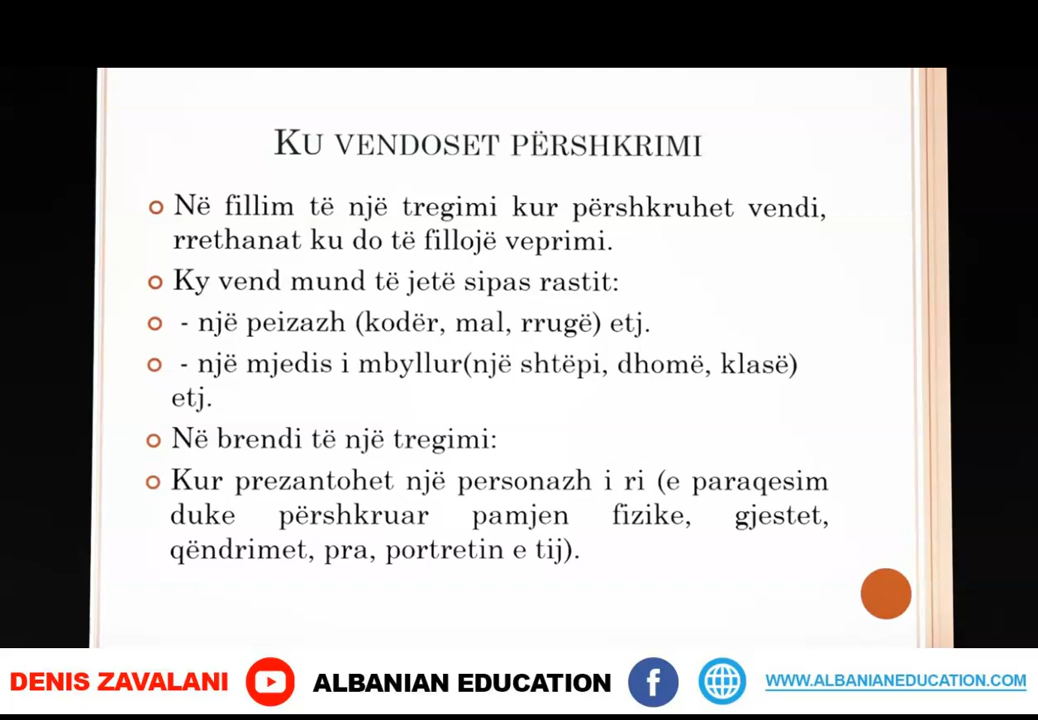 KU VENDOSET PËRSHKRIMI
Në fillim të një tregimi kur përshkruhet vendi,
rrethanat ku do të fillojë veprimi.
Ky vend mund të jetë sipas rastit:
- një peizazh (kodër, mal, rrugë) etj.
- një mjedis i mbyllur(një shtëpi, dhomë, klasë)
etj.
Në brendi të një tregimi:
Kur prezantohet një personazh i ri (e paraqesim
duke përshkruar pamjen fizike, gjestet,
qëndrimet, pra, portretin e tij).
DENIS ZAVALANI ALBANIAN EDUCATION f WWW.ALBANIANEDUCATION.COM